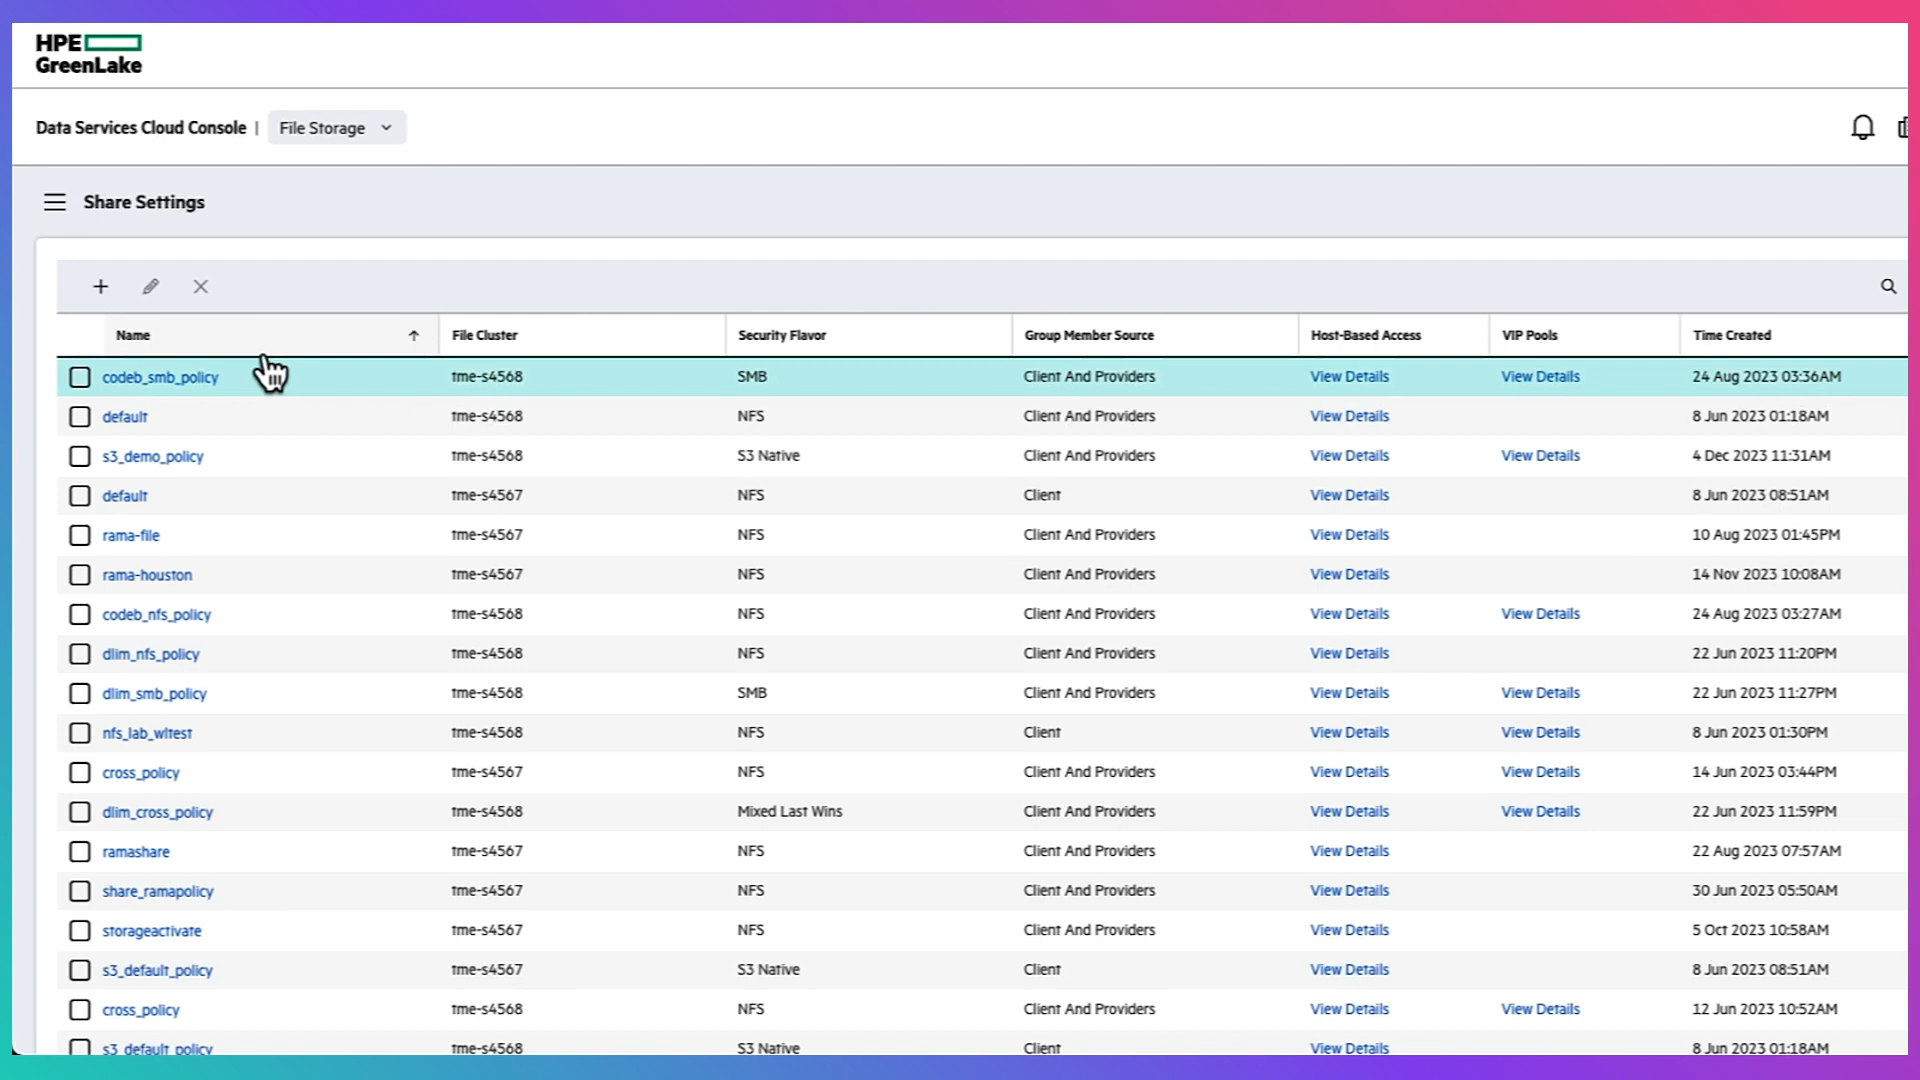 HPE
GreenLake
Data Services Cloud Console | File Storage
Share Settings
Name File Cluster Security Flavor Group Member Source Host-Based Access VIP Pools Time Created
codeb_smb_policy tme-s4568 SMB Client And Providers View Details View Details 24 Aug 2023 03:36AM
default tme-s4568 NFS Client And Providers View Details 8 Jun 2023 01:18AM
s3_demo_policy tme-s4568 S3 Native Client And Providers View Details View Details 4 Dec 2023 11:31AM
default tme-s4567 NFS Client View Details 8 Jun 2023 08:51AM
rama-file tme-s4567 NFS Client And Providers View Details 10 Aug 2023 01:45PM
rama-houston tme-s4567 NFS Client And Providers View Details 14 Nov 2023 10:08AM
codeb_nfs_policy tme-s4568 NFS Client And Providers View Details View Details 24 Aug 2023 03:27AM
dlim_nfs_policy tme-s4568 NFS Client And Providers View Details 22 Jun 2023 11:20PM
dlim_smb_policy tme-s4568 SMB Client And Providers View Details View Details 22 Jun 2023 11:27PM
nfs_lab_wltest tme-s4568 NFS Client View Details View Details 8 Jun 2023 01:30PM
cross_policy tme-s4567 NFS Client And Providers View Details View Details 14 Jun 2023 03:44PM
dlim_cross_policy tme-s4568 Mixed Last Wins Client And Providers View Details View Details 22 Jun 2023 11:59PM
ramashare tme-s4567 NFS Client And Providers View Details 22 Aug 2023 07:57AM
share_ramapolicy tme-s4567 NFS Client And Providers View Details 30 Jun 2023 05:50AM
storageactivate tme-s4567 NFS Client And Providers View Details 5 Oct 2023 10:58AM
s3_default_policy tme-s4567 S3 Native Client View Details 8 Jun 2023 08:51AM
cross_policy tme-s4568 NFS Client And Providers View Details View Details 12 Jun 2023 10:52AM
s3_default_policy tme-s4568 S3 Native Client View Details 8 Jun 2023 01:18AM